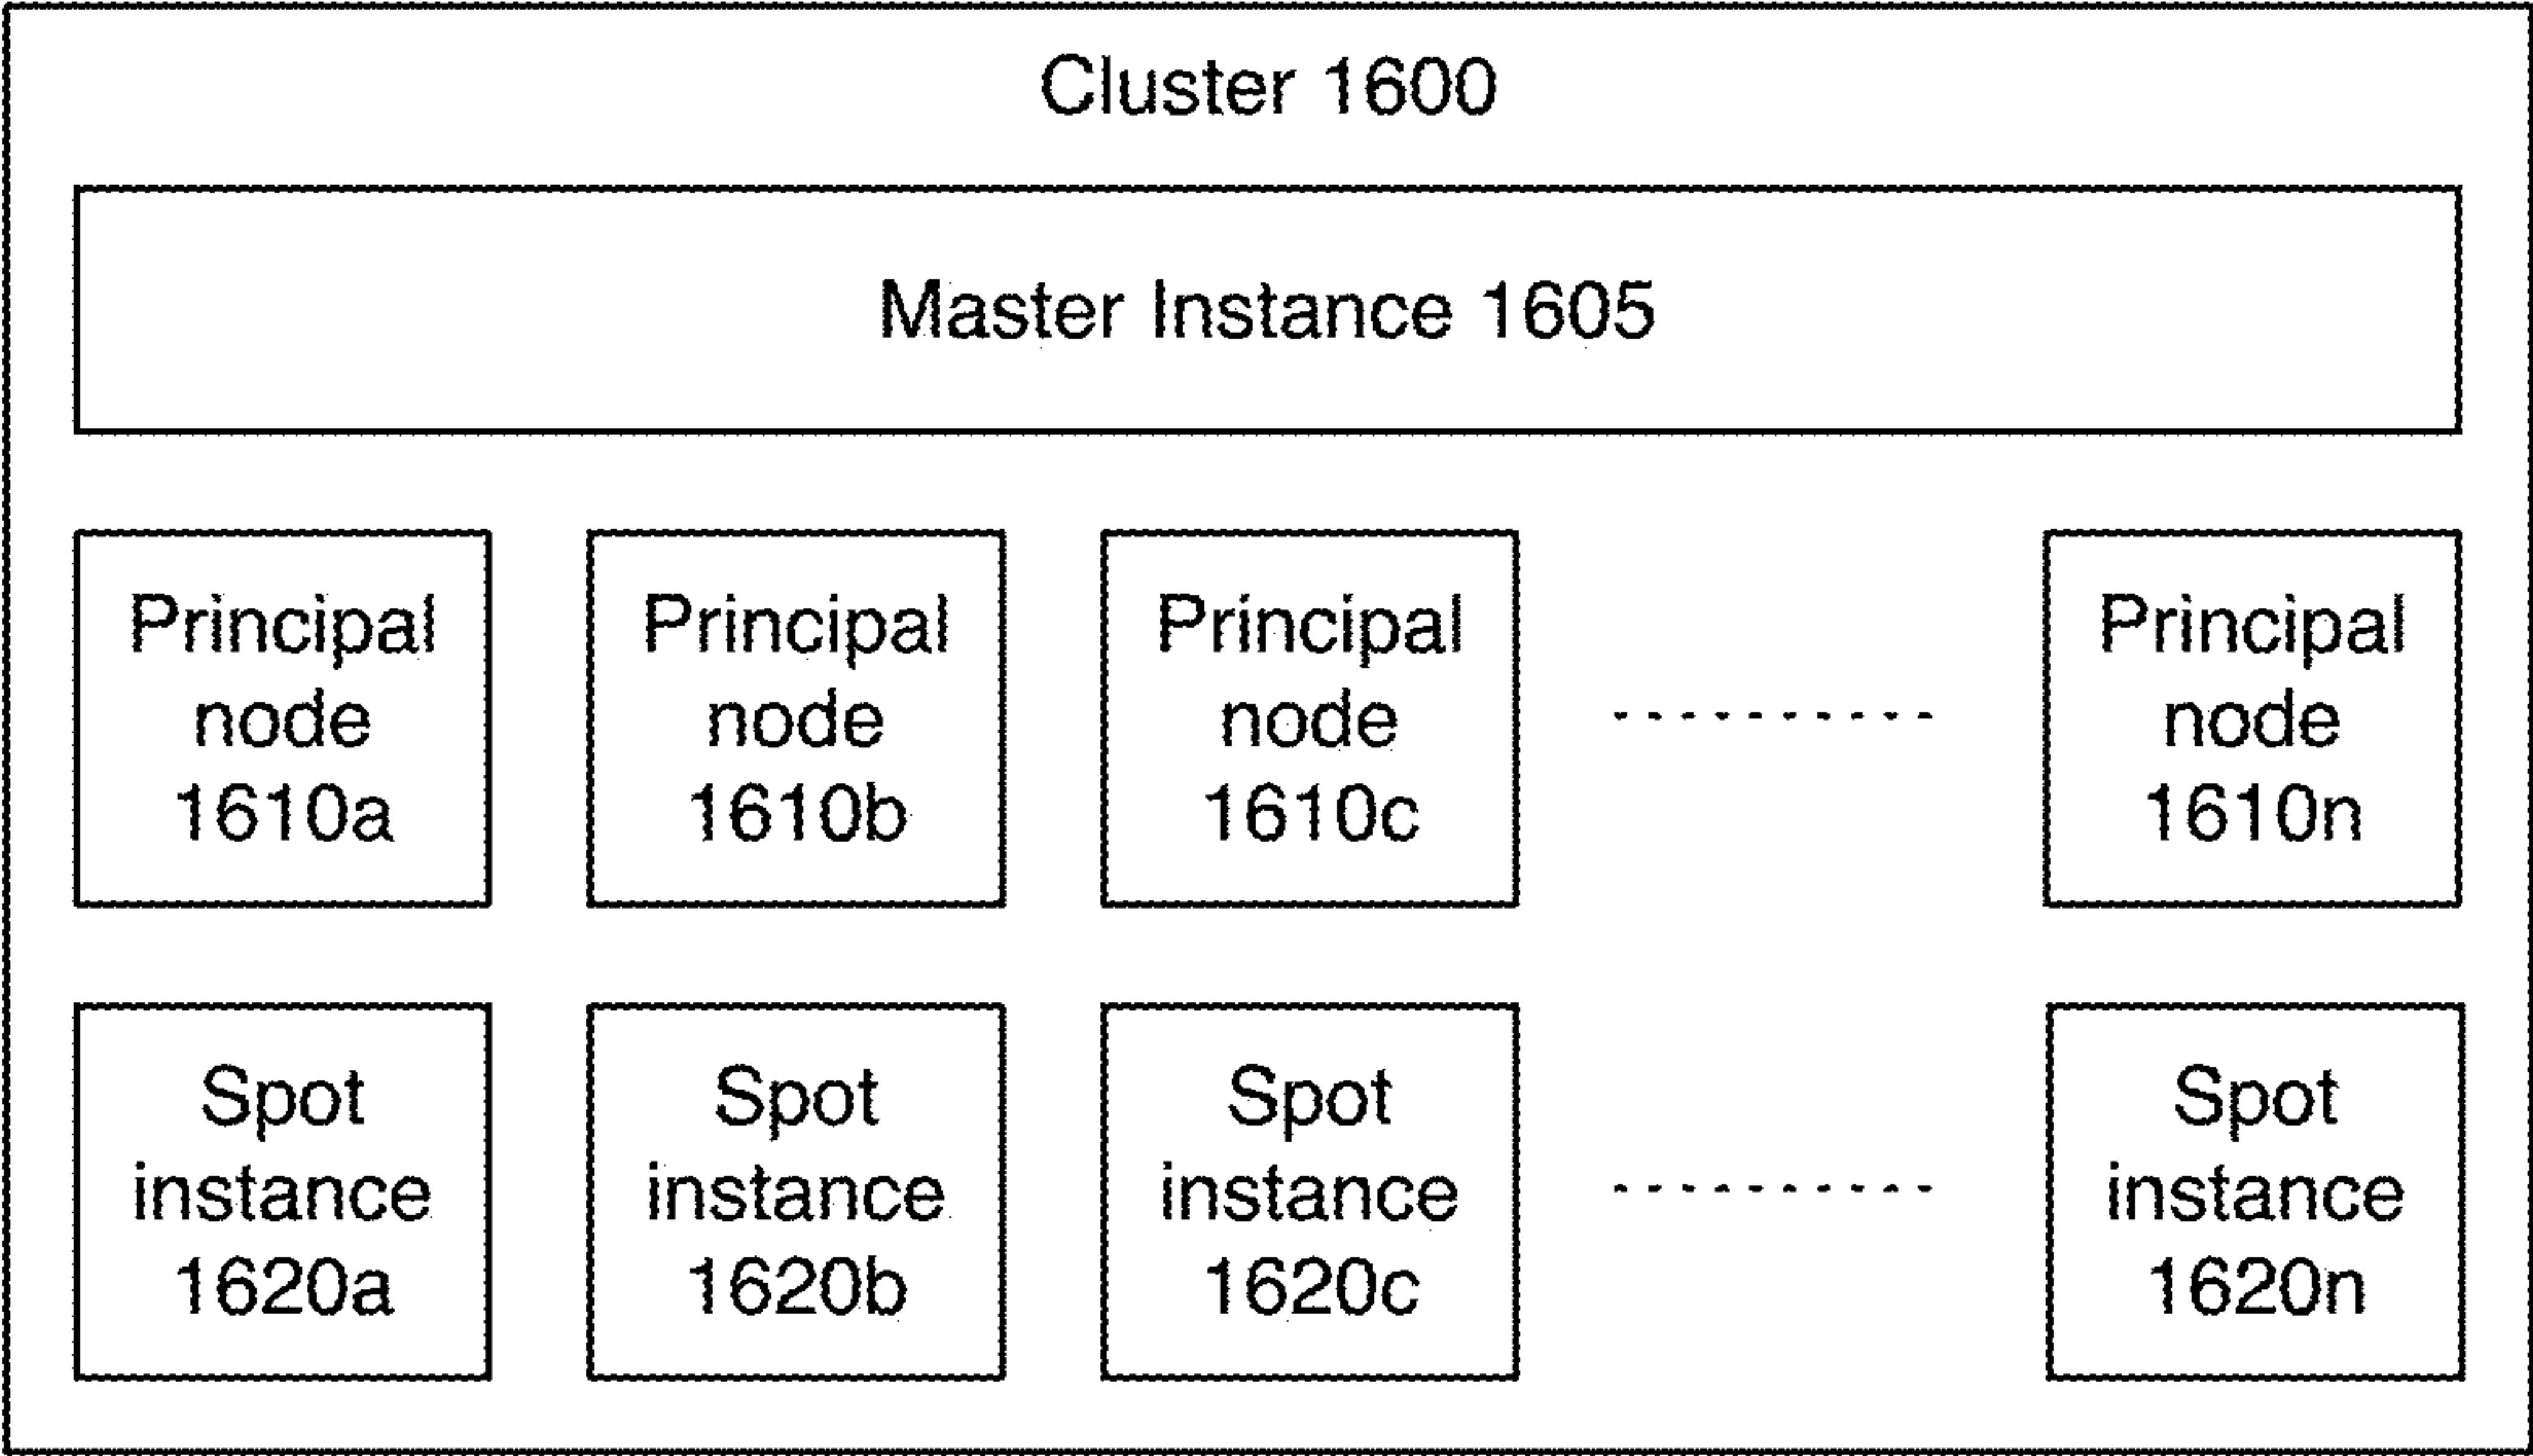 Cluster 1600
Master Instance 1605
Principal
node
1610a
Principal
node
1610b
Principal
node
1610c
Principal
node
1610n
Spot
instance
1620a
Spot
instance
1620b
Spot
instance
1620c
Spot
instance
1620n